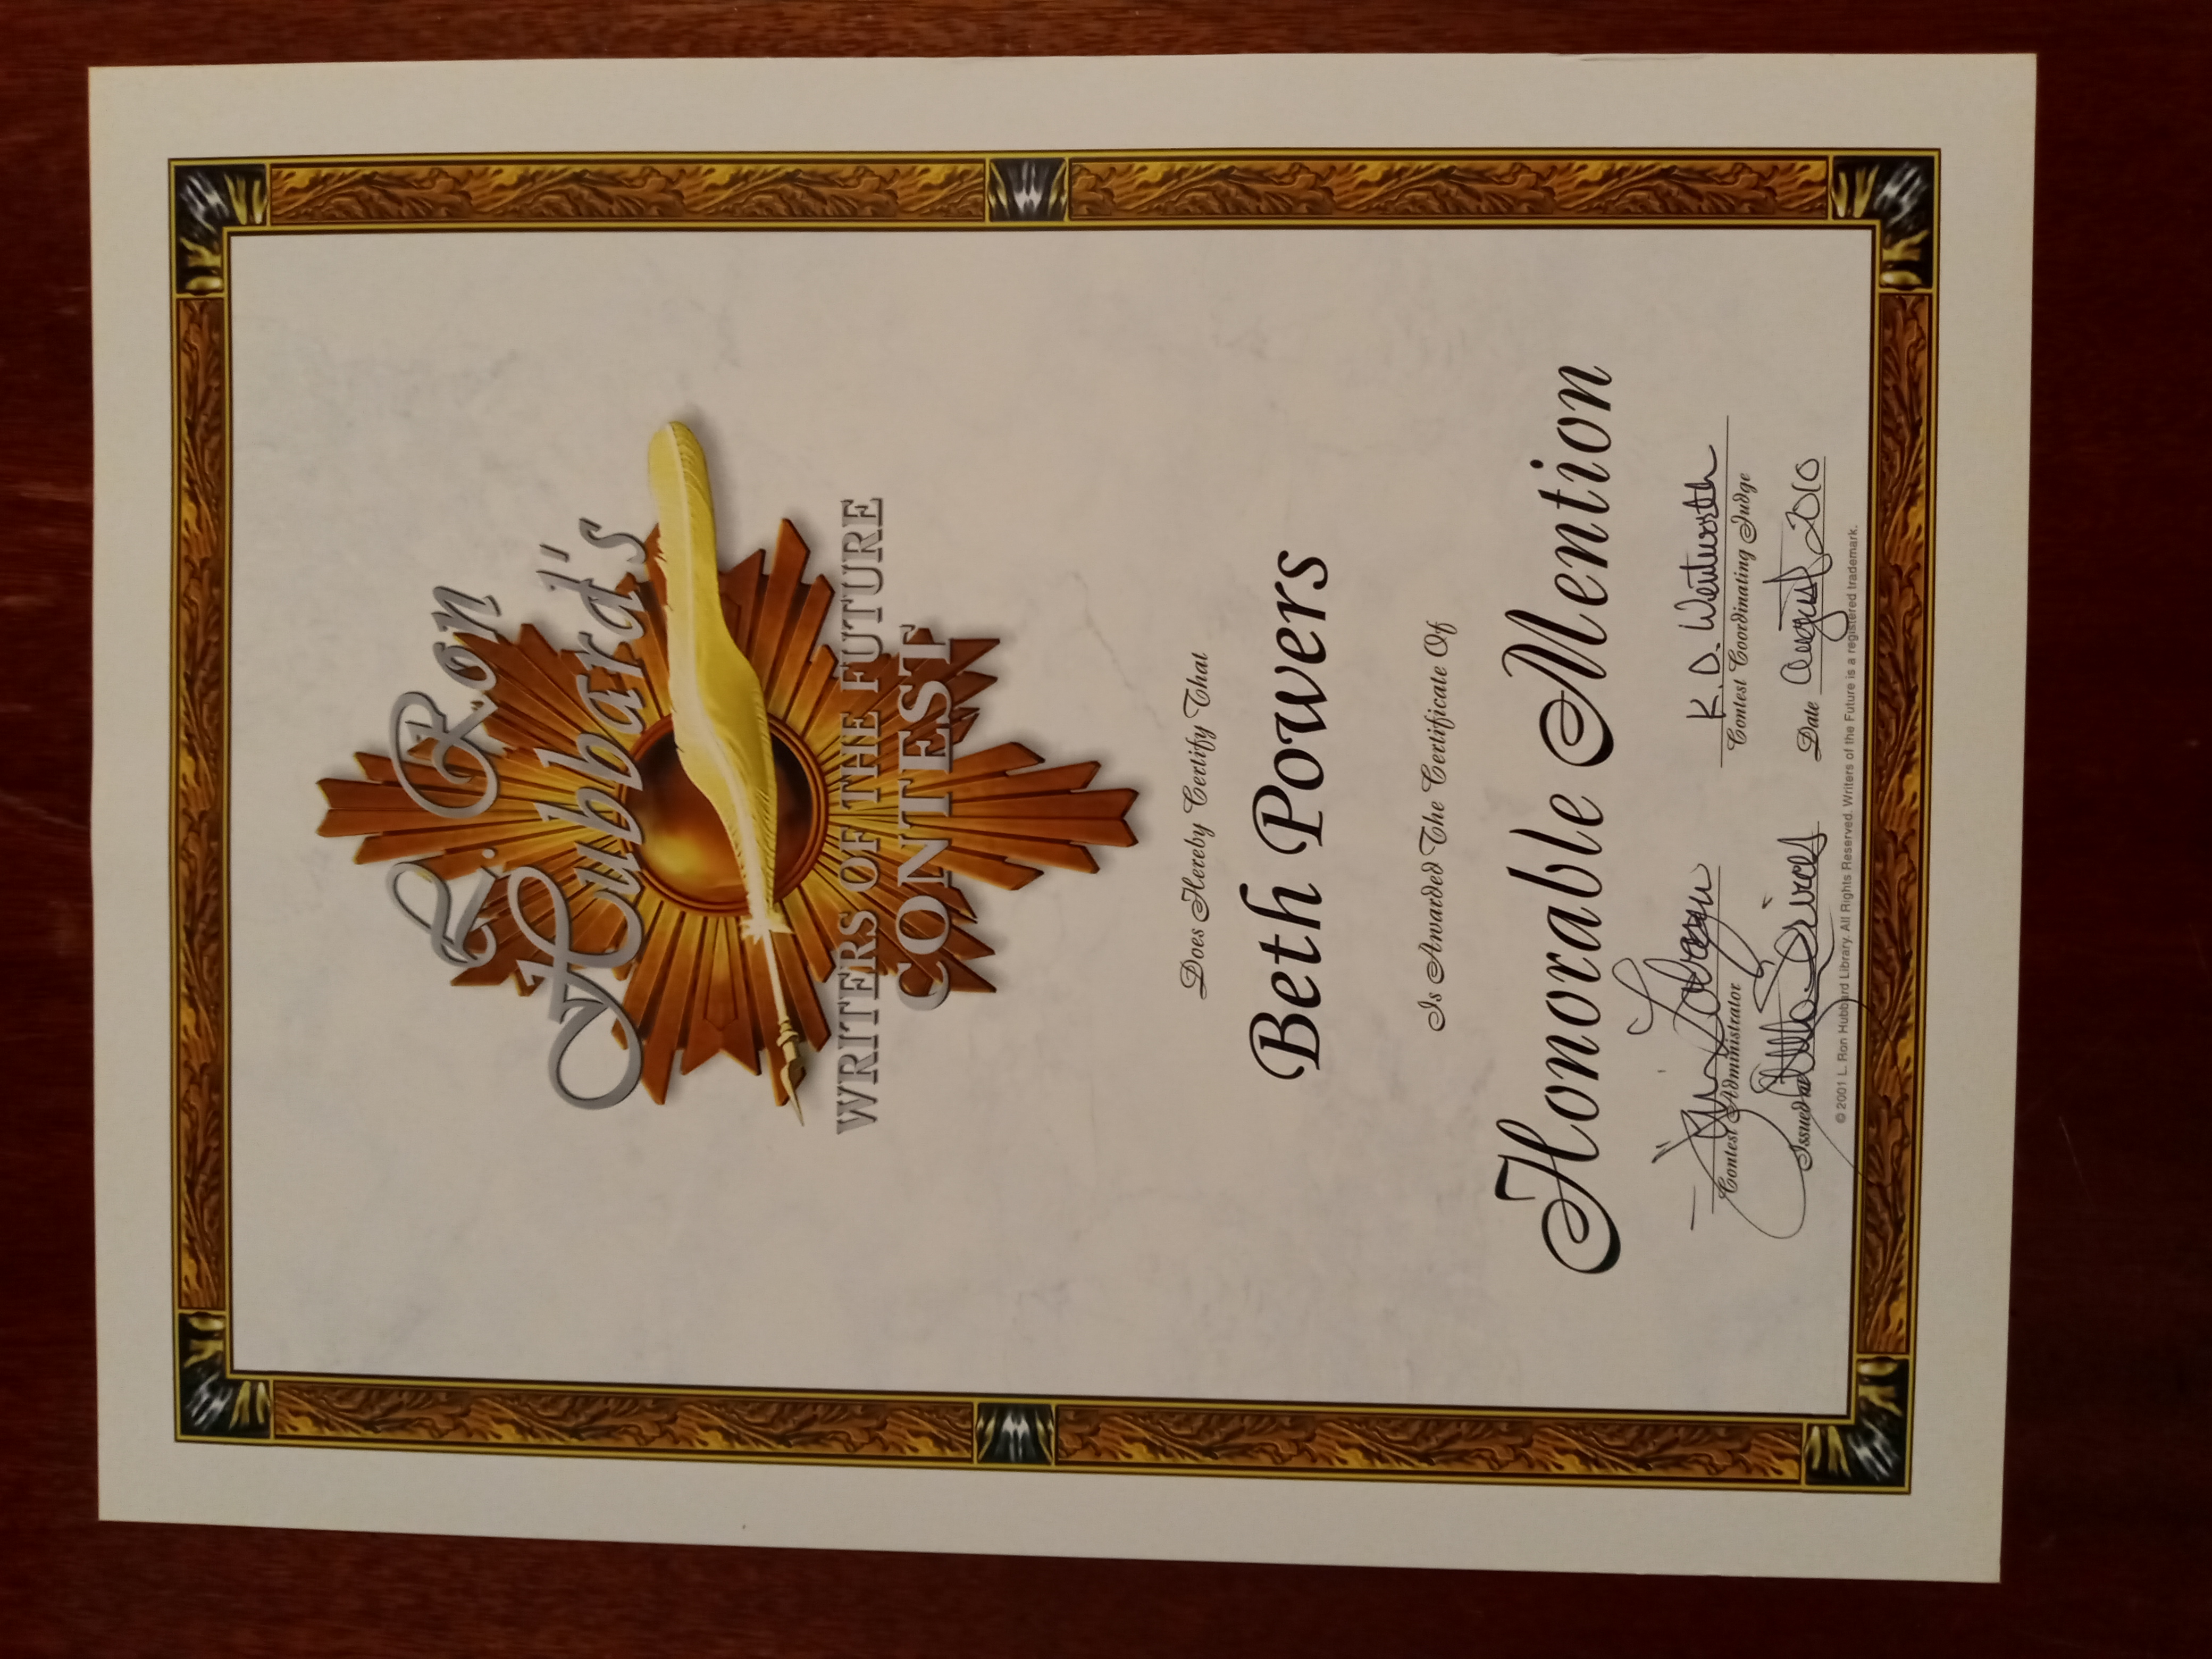 L. Ron
Hubbard's
WRITERS OF THE FUTURE
CONTEST
Does Hereby Certify That
Beth Powers
Is Awarded The Certificate Of
Honorable Mention
K. D. Wentworth
Contest Administrator
Contest Coordinating Judge
Issued at
Date August 2010
© 2001 L. Ron Hubbard Library. All Rights Reserved. Writers of the Future is a registered trademark.